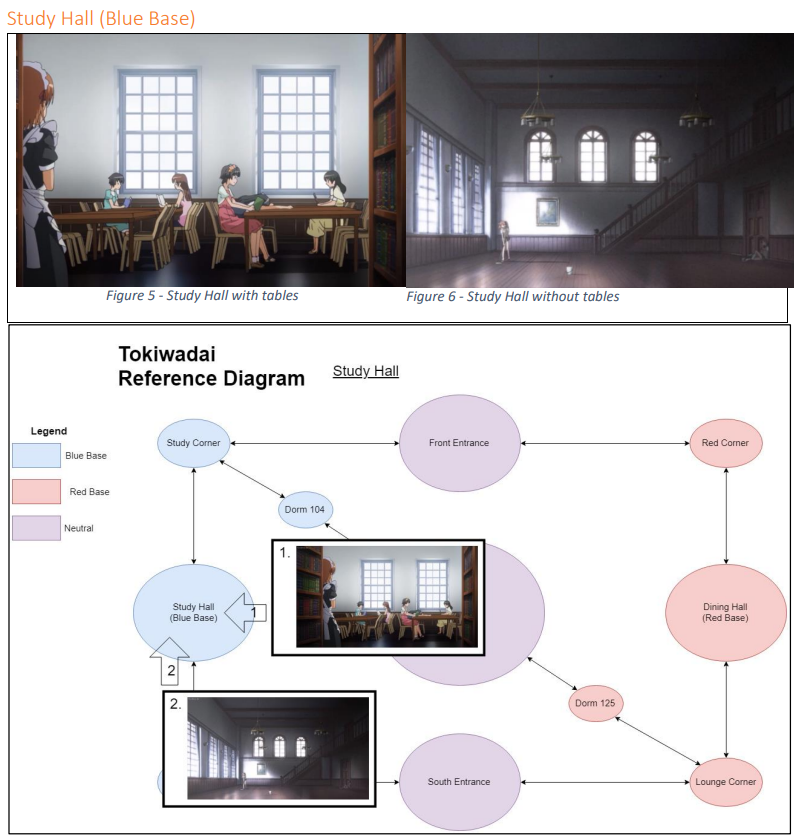 Study Hall (Blue Base)
Figure 5 - Study Hall with tables
Figure 6 - Study Hall without tables
Tokiwadai
Reference Diagram
Study Hall
Legend
Blue Base
Red Base
Neutral
Study Corner
Front Entrance
Red Corner
Dorm 104
1.
Study Hall
(Blue Base)
1
Dining Hall
(Red Base)
2
2.
Dorm 125
South Entrance
Lounge Corner